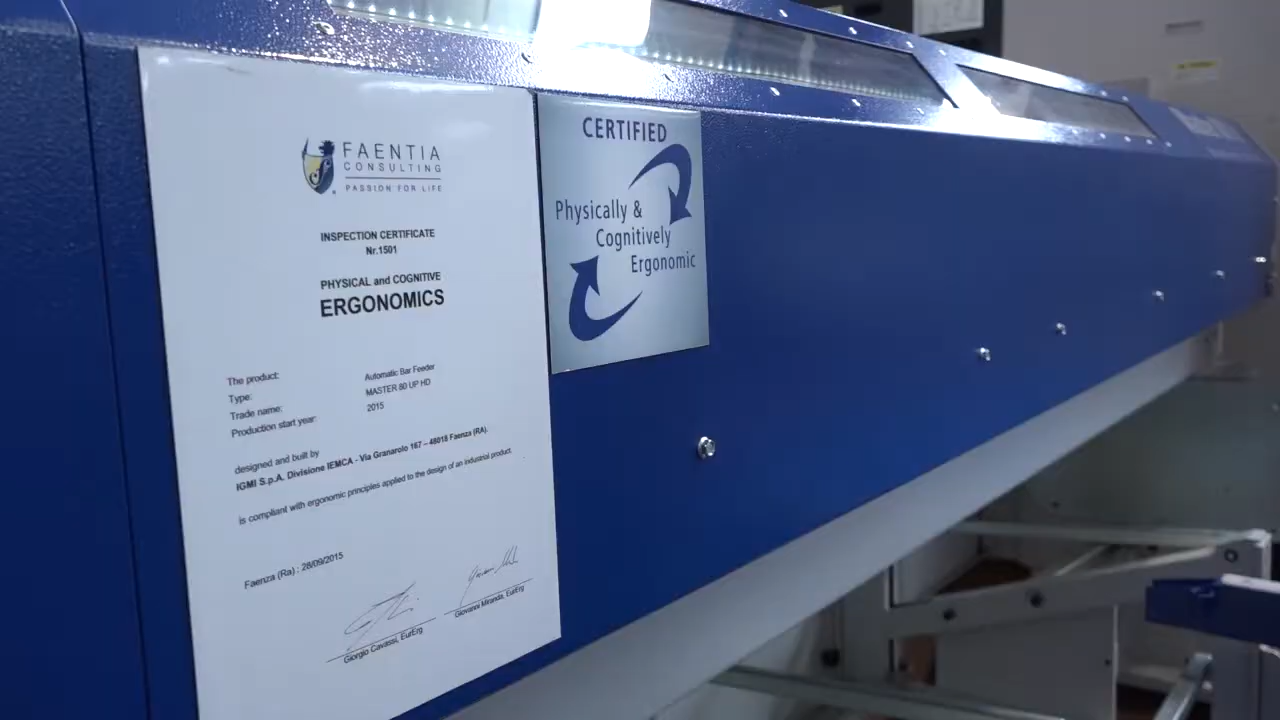 FAENTIA
CONSULTING
PASSION FOR LIFE
INSPECTION CERTIFICATE
Nr.1501
PHYSICAL and COGNITIVE
ERGONOMICS
The product: Automatic Bar Feeder
Type: MASTER 80 UP HD
Trade name: 2015
Production start year:
designed and built by
IGMI S.p.A. Divisione IEMCA - Via Granarolo 167 – 48018 Faenza (RA).
is compliant with ergonomic principles applied to the design of an industrial product.
Faenza (Ra) : 28/09/2015
Giorgio Cavassi, EurErg
Giovanni Miranda, EurErg
CERTIFIED
Physically &
Cognitively
Ergonomic